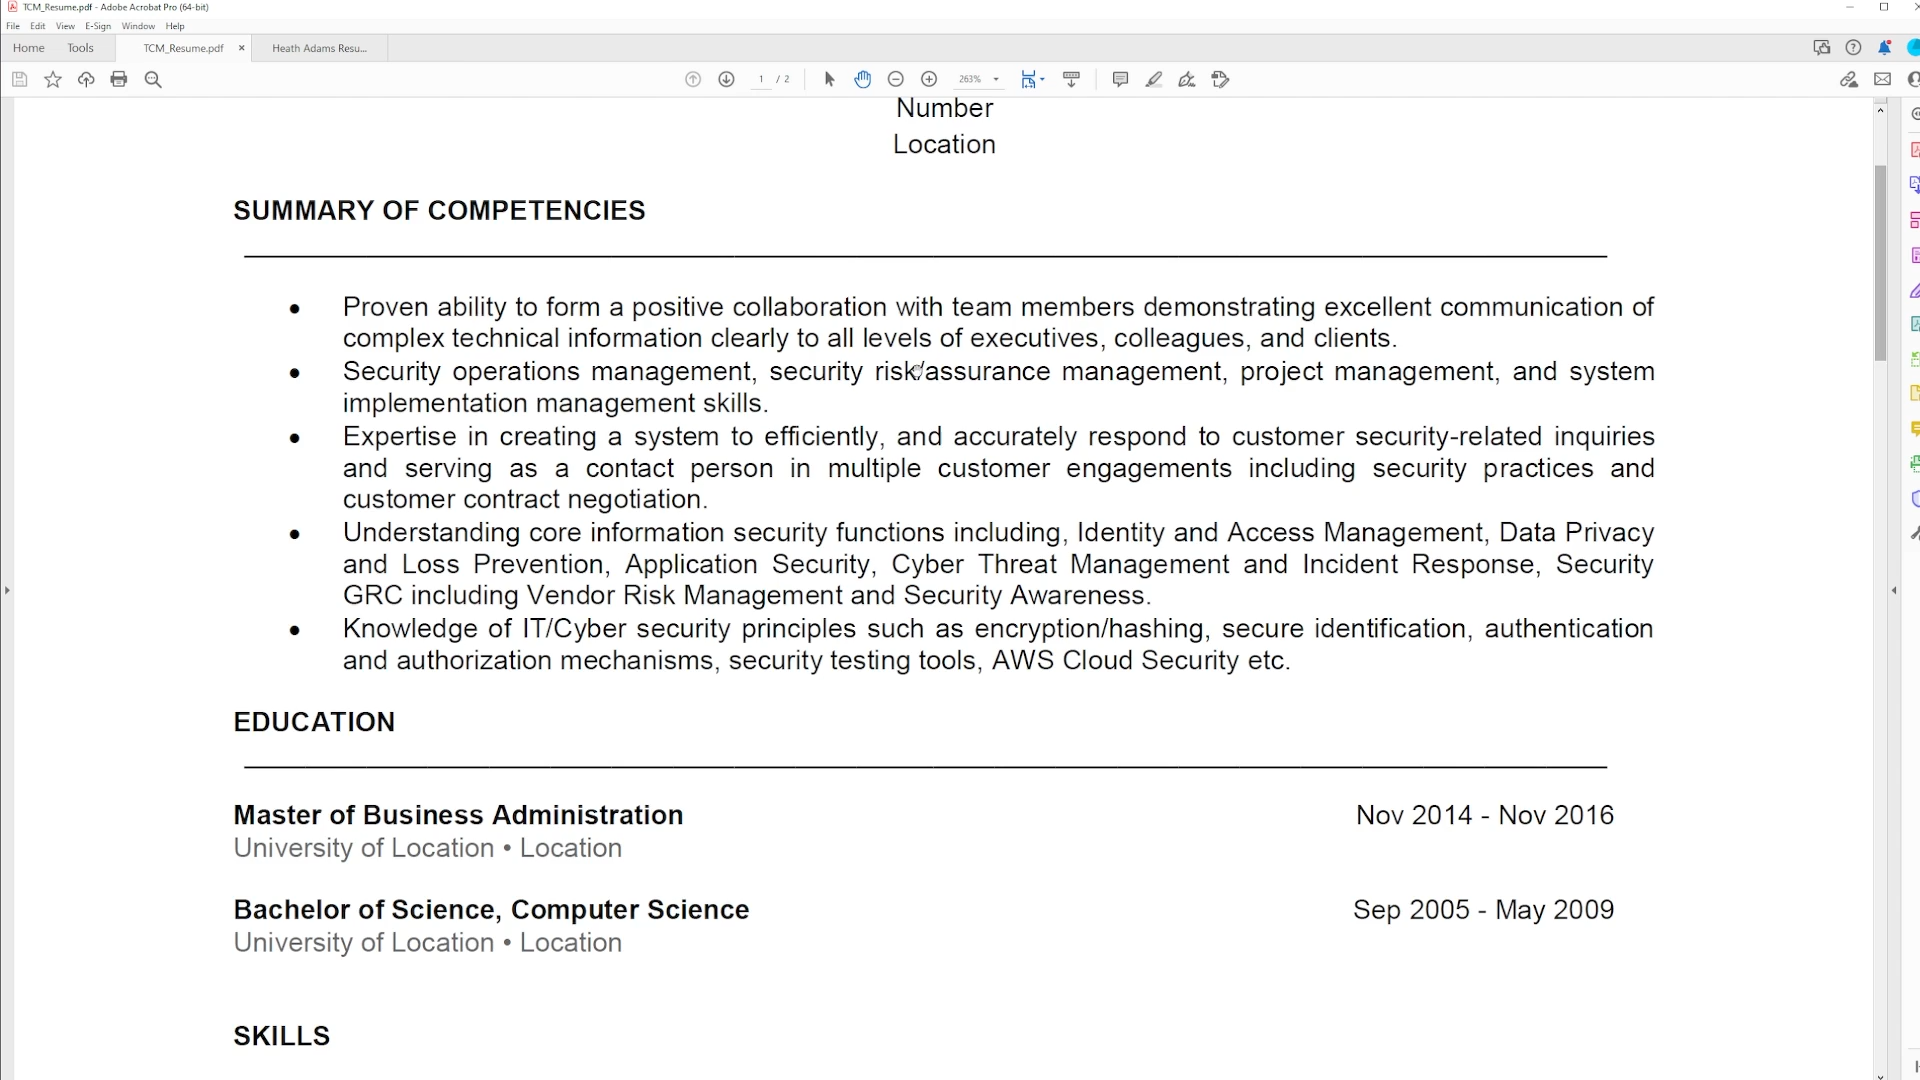 TCM_Resume.pdf - Adobe Acrobat Pro (64-bit)
File Edit View E-Sign Window Help
Home Tools TCM_Resume.pdf × Heath Adams Resu...
1 / 2 263%
Number
Location
SUMMARY OF COMPETENCIES
• Proven ability to form a positive collaboration with team members demonstrating excellent communication of
complex technical information clearly to all levels of executives, colleagues, and clients.
• Security operations management, security risk/assurance management, project management, and system
implementation management skills.
• Expertise in creating a system to efficiently, and accurately respond to customer security-related inquiries
and serving as a contact person in multiple customer engagements including security practices and
customer contract negotiation.
• Understanding core information security functions including, Identity and Access Management, Data Privacy
and Loss Prevention, Application Security, Cyber Threat Management and Incident Response, Security
GRC including Vendor Risk Management and Security Awareness.
• Knowledge of IT/Cyber security principles such as encryption/hashing, secure identification, authentication
and authorization mechanisms, security testing tools, AWS Cloud Security etc.
EDUCATION
Master of Business Administration Nov 2014 - Nov 2016
University of Location • Location
Bachelor of Science, Computer Science Sep 2005 - May 2009
University of Location • Location
SKILLS